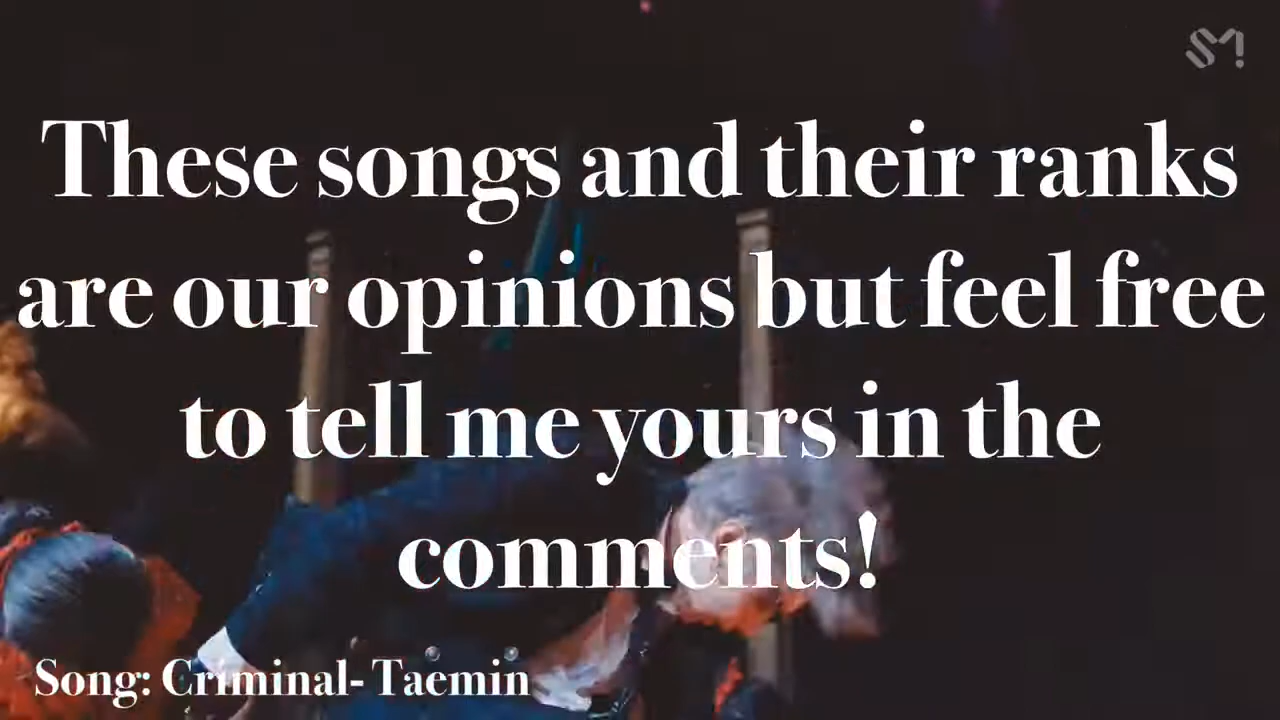 SM
These songs and their ranks
are our opinions but feel free
to tell me yours in the
comments!
Song: Criminal- Taemin